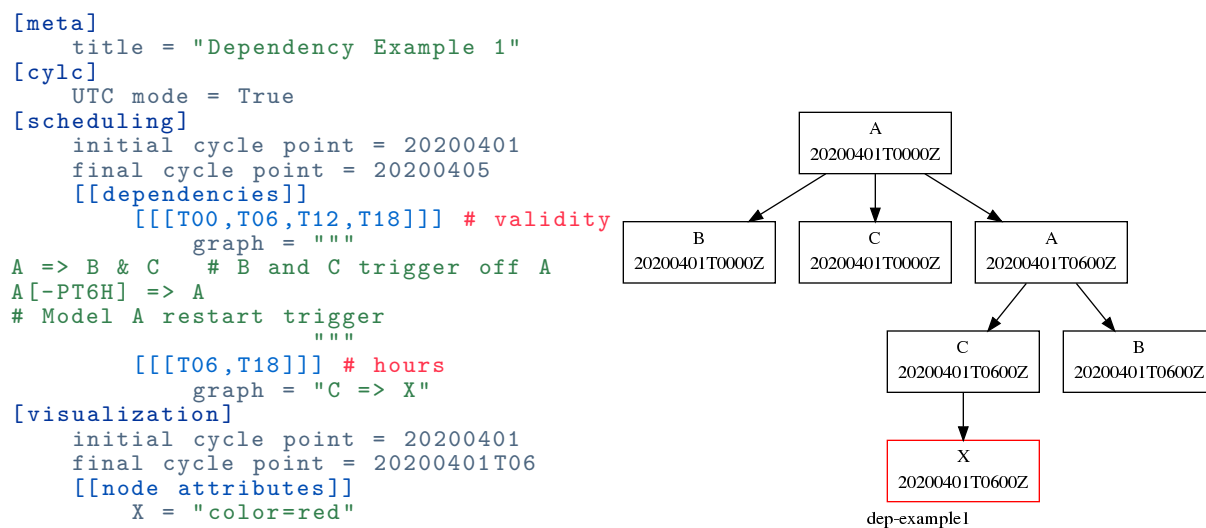 [meta]
    title = "Dependency Example 1"
[cylc]
    UTC mode = True
[scheduling]
    initial cycle point = 20200401
    final cycle point = 20200405
    [[dependencies]]
        [[[T00,T06,T12,T18]]] # validity
            graph = """
A => B & C   # B and C trigger off A
A[-PT6H] => A
# Model A restart trigger
                    """
        [[[T06,T18]]] # hours
            graph = "C => X"
[visualization]
    initial cycle point = 20200401
    final cycle point = 20200401T06
    [[node attributes]]
        X = "color=red"
A
20200401T0000Z
B
20200401T0000Z
C
20200401T0000Z
A
20200401T0600Z
C
20200401T0600Z
B
20200401T0600Z
X
20200401T0600Z
dep-example1